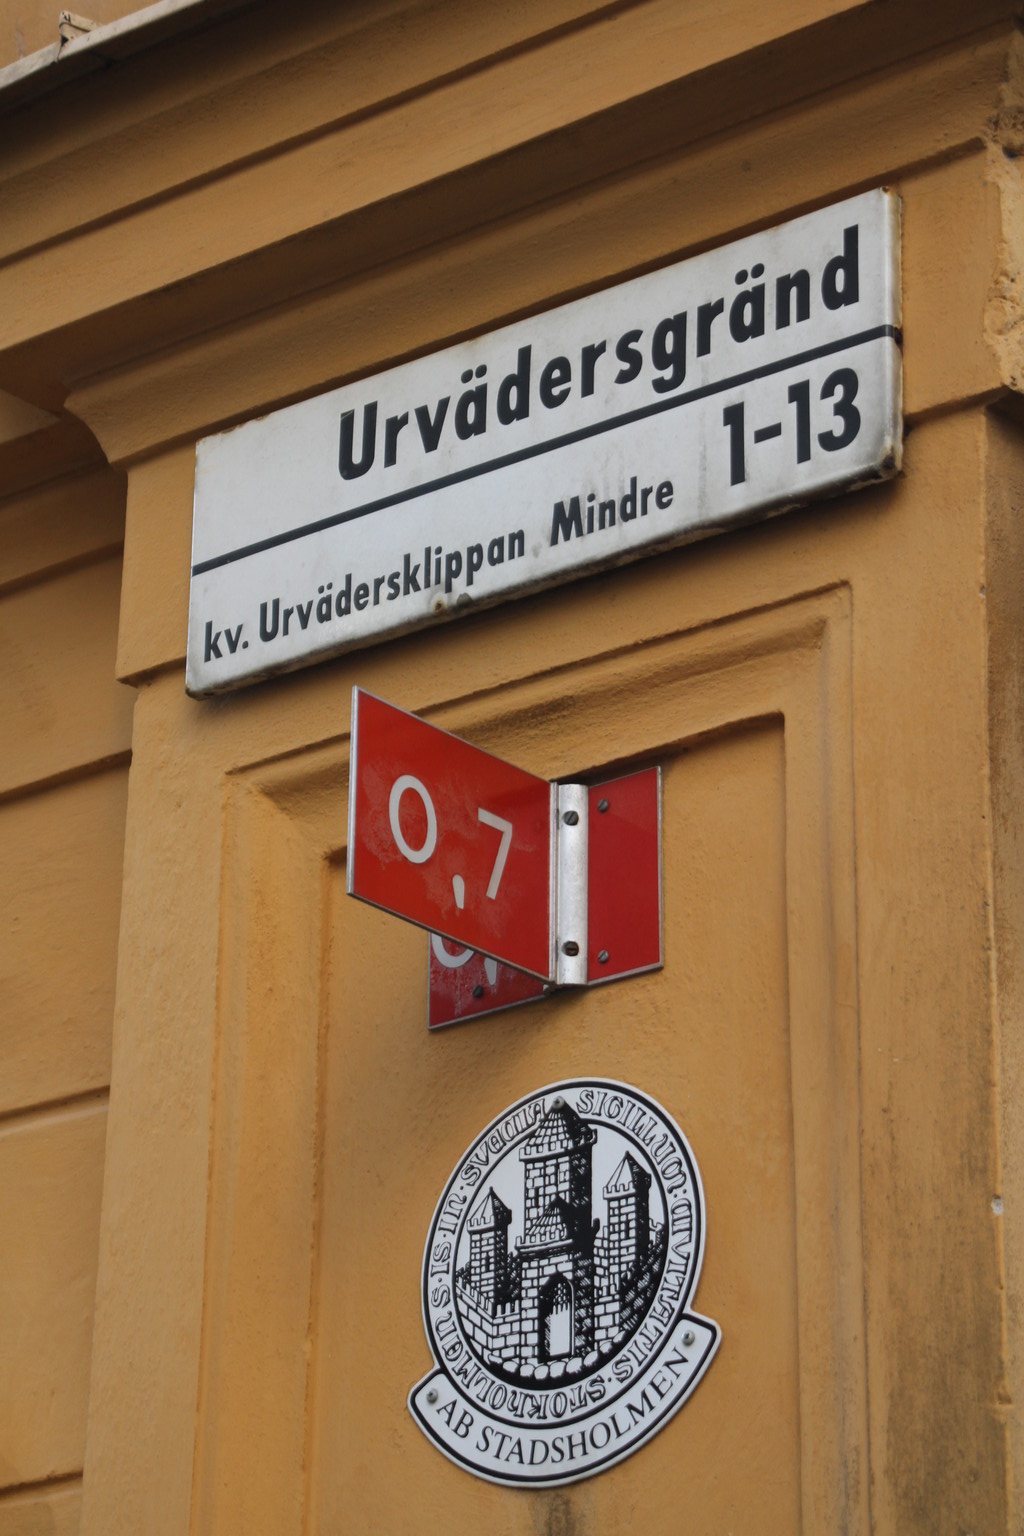 Urvädersgränd
1-13
kv. Urvädersklippan Mindre
0,7
SIGILLUM · CIVITATIS · STOKHOLMENSIS · IN · SVECIA
AB STADSHOLMEN